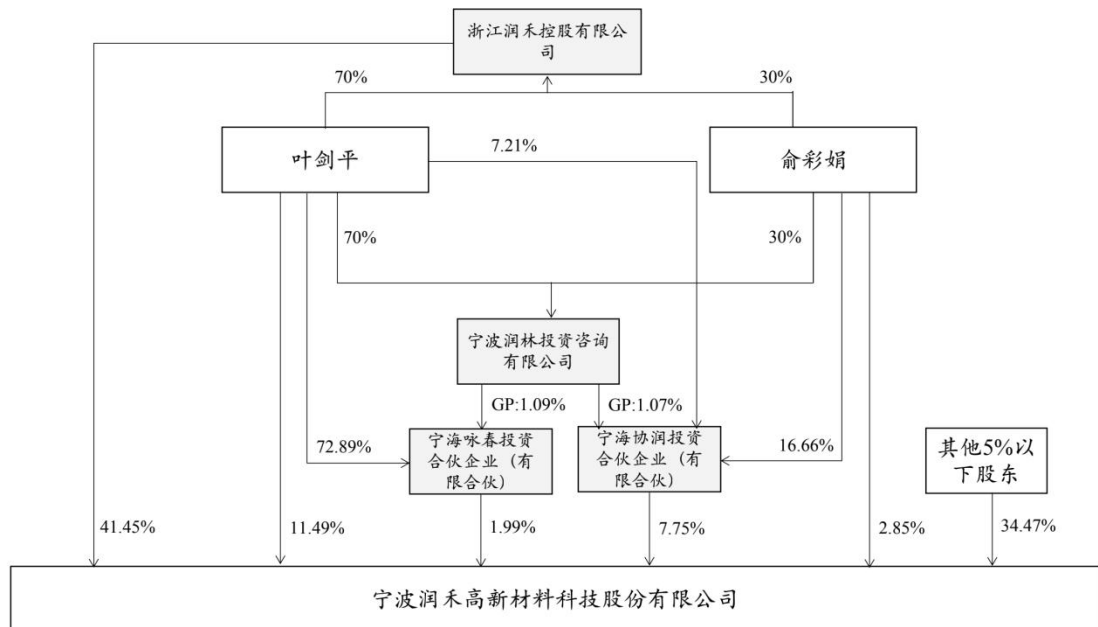 浙江润禾控股有限公
司
70%
30%
叶剑平
7.21%
俞彩娟
70%
30%
宁波润林投资咨询
有限公司
GP:1.09%
GP:1.07%
72.89%
宁海咏春投资
合伙企业（有
限合伙）
宁海协润投资
合伙企业（有
限合伙）
16.66%
其他5%以
下股东
41.45%
11.49%
1.99%
7.75%
2.85%
34.47%
宁波润禾高新材料科技股份有限公司